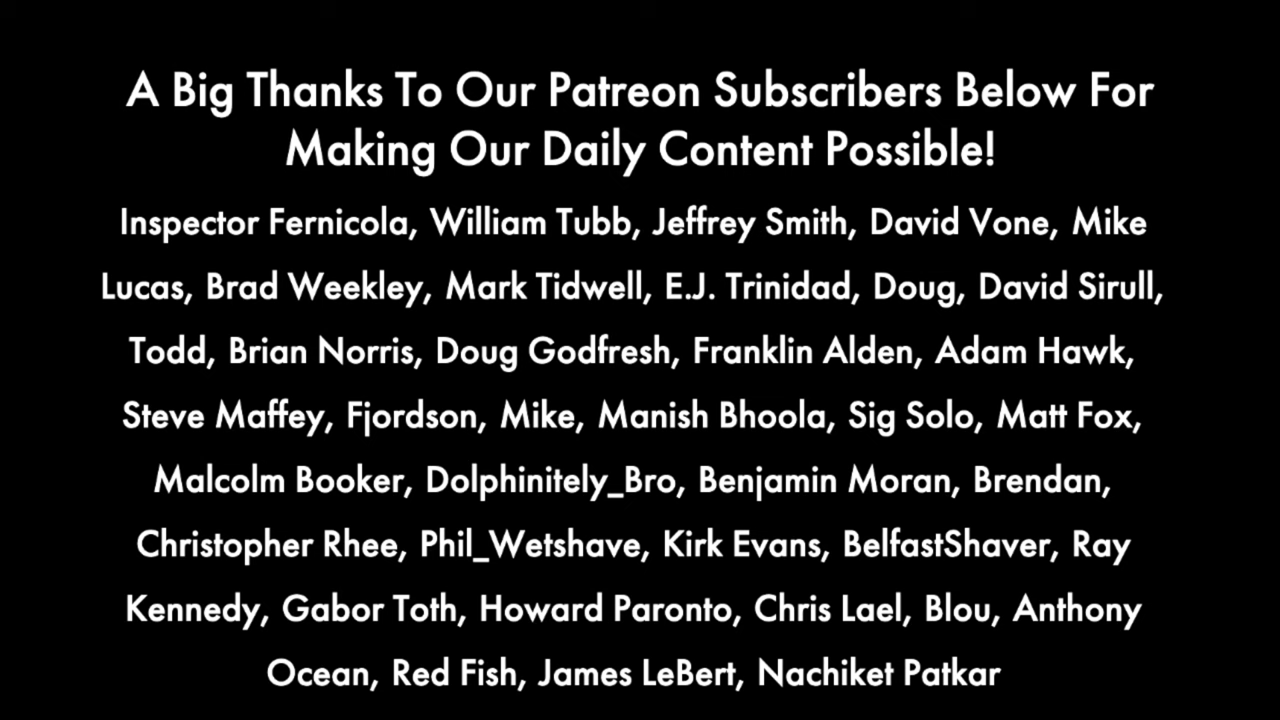 A Big Thanks To Our Patreon Subscribers Below For
Making Our Daily Content Possible!
Inspector Fernicola, William Tubb, Jeffrey Smith, David Vone, Mike
Lucas, Brad Weekley, Mark Tidwell, E.J. Trinidad, Doug, David Sirull,
Todd, Brian Norris, Doug Godfresh, Franklin Alden, Adam Hawk,
Steve Maffey, Fjordson, Mike, Manish Bhoola, Sig Solo, Matt Fox,
Malcolm Booker, Dolphinitely_Bro, Benjamin Moran, Brendan,
Christopher Rhee, Phil_Wetshave, Kirk Evans, BelfastShaver, Ray
Kennedy, Gabor Toth, Howard Paronto, Chris Lael, Blou, Anthony
Ocean, Red Fish, James LeBert, Nachiket Patkar